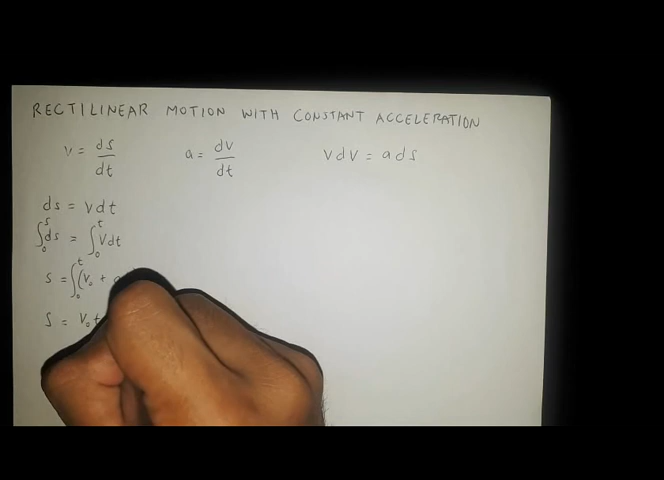 RECTILINEAR MOTION WITH CONSTANT ACCELERATION
v = ds/dt a = dv/dt vdv = ads
ds = vdt
∫₀ˢ ds = ∫₀ᵗ vdt
s = ∫₀ᵗ (v₀ +
s = v₀t